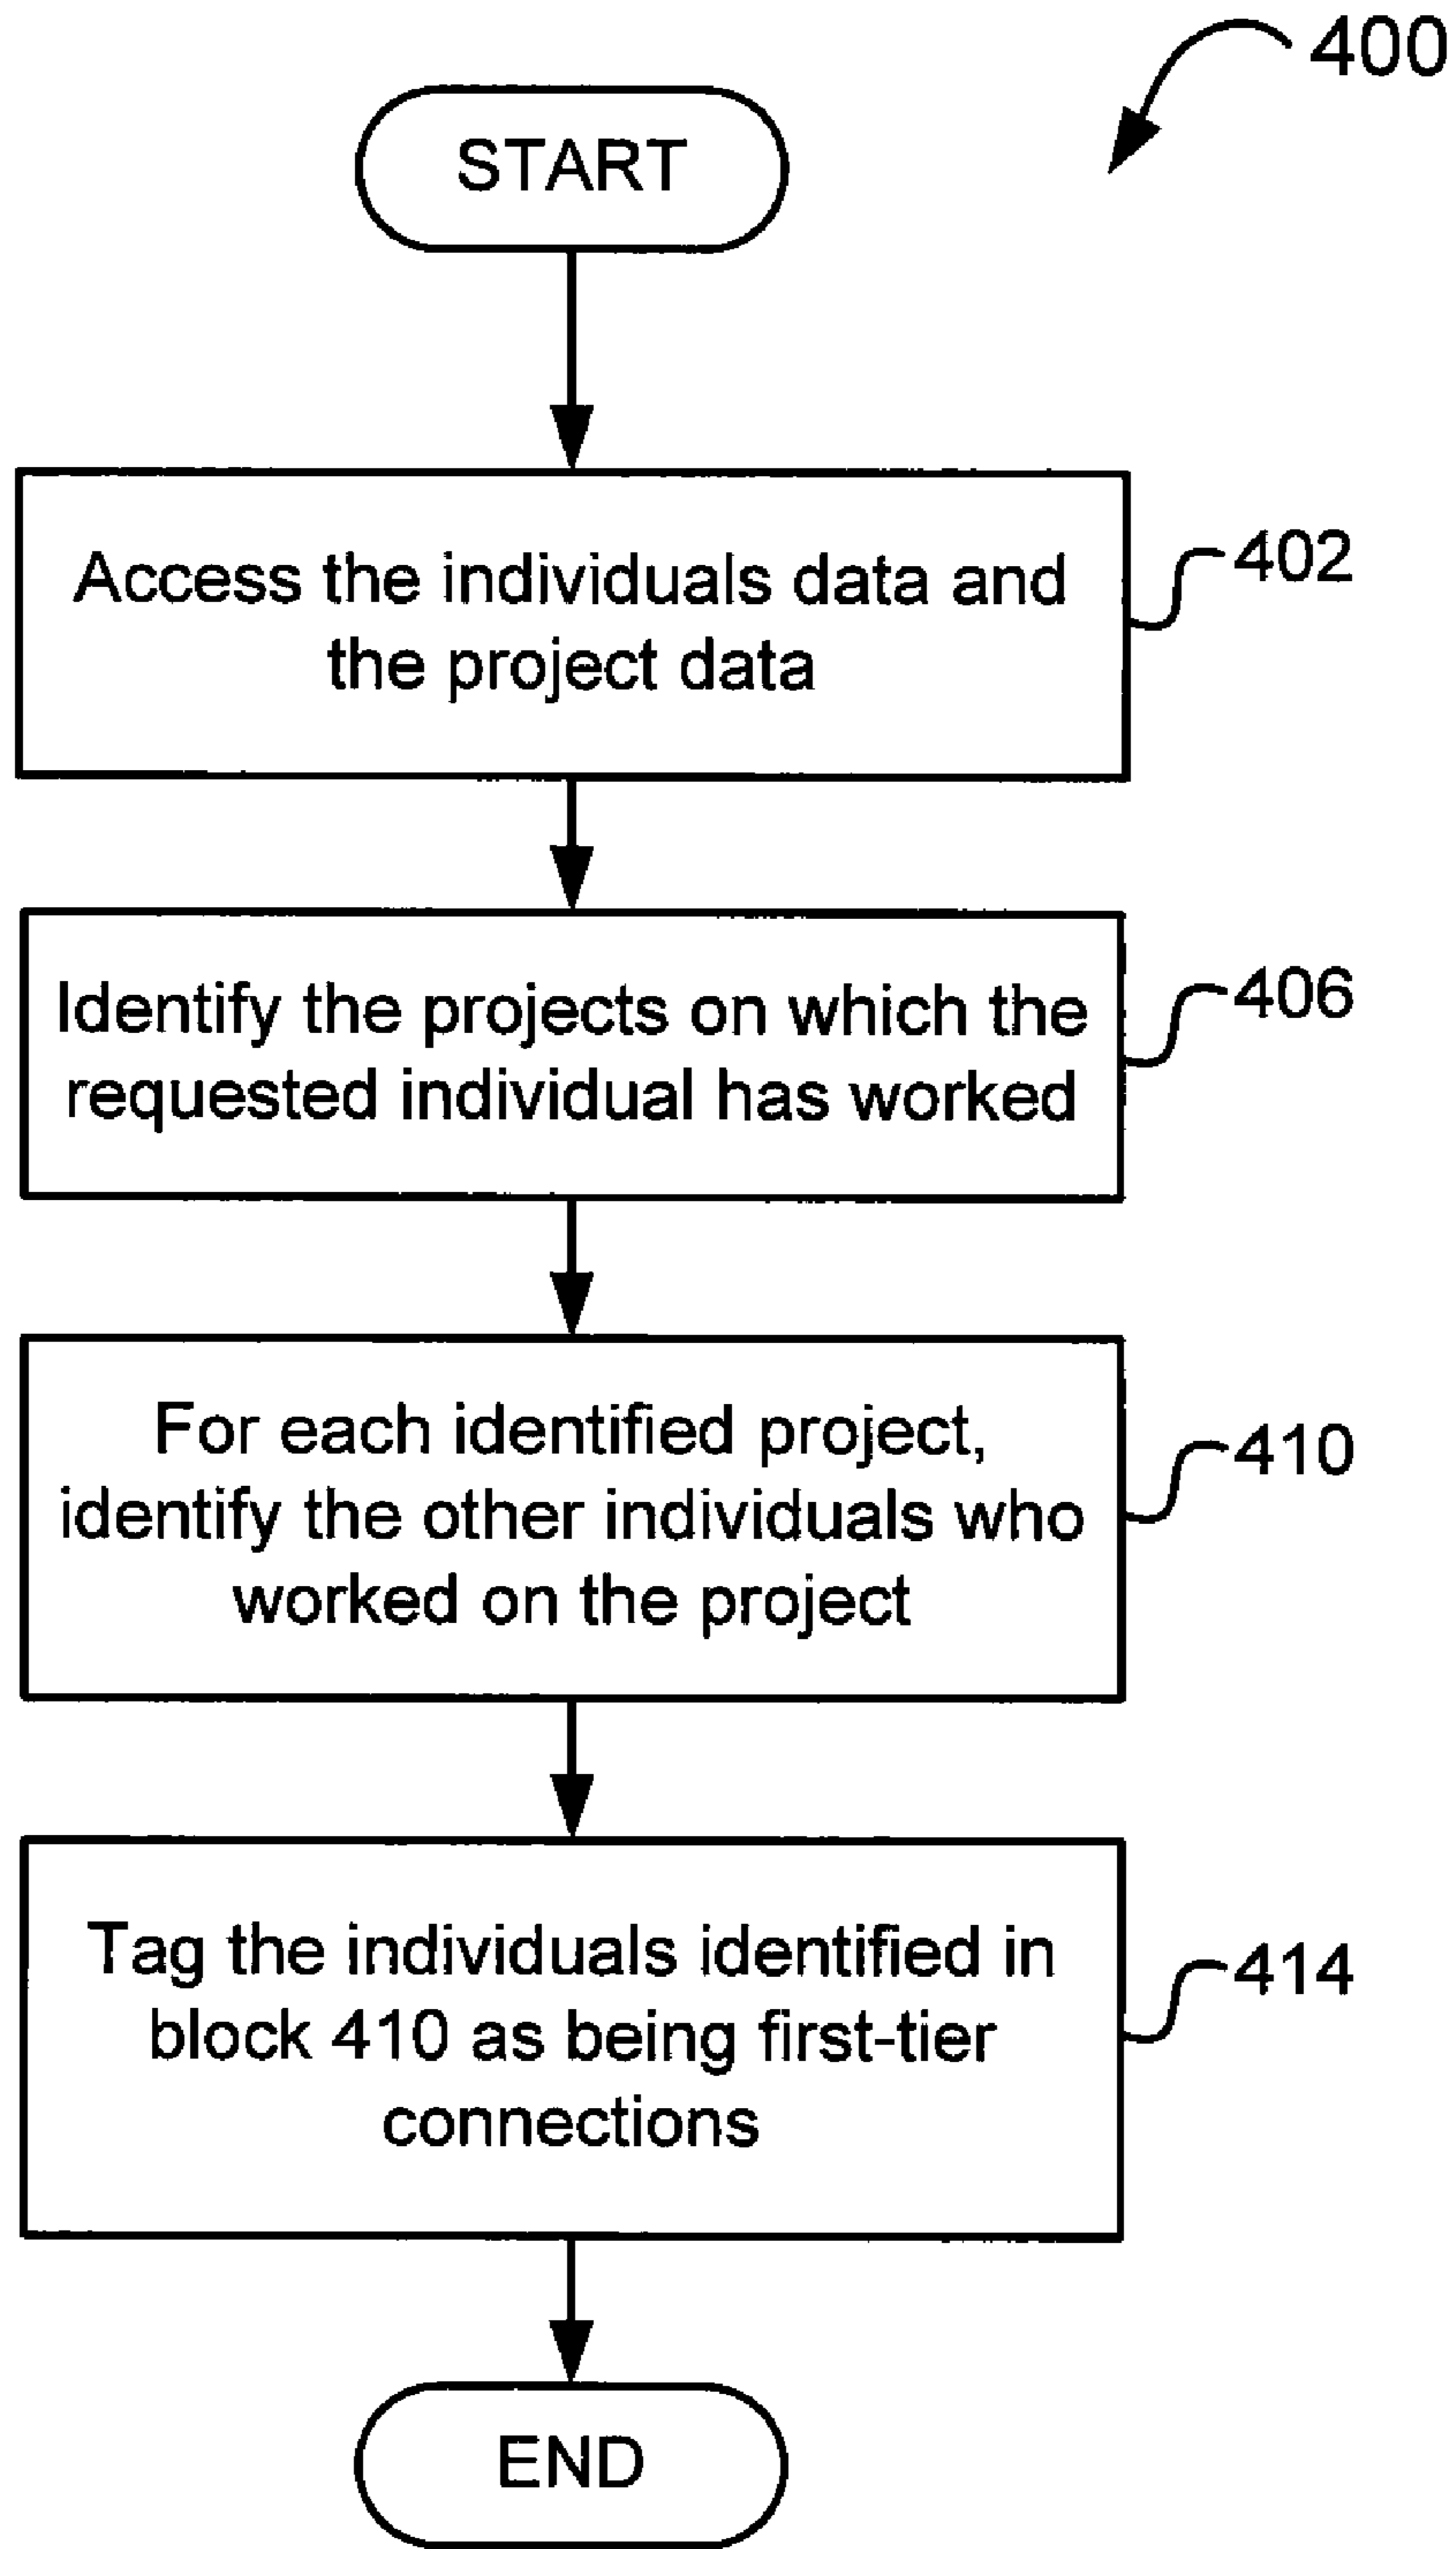 400
START
Access the individuals data and
the project data
402
Identify the projects on which the
requested individual has worked
406
For each identified project,
identify the other individuals who
worked on the project
410
Tag the individuals identified in
block 410 as being first-tier
connections
414
END